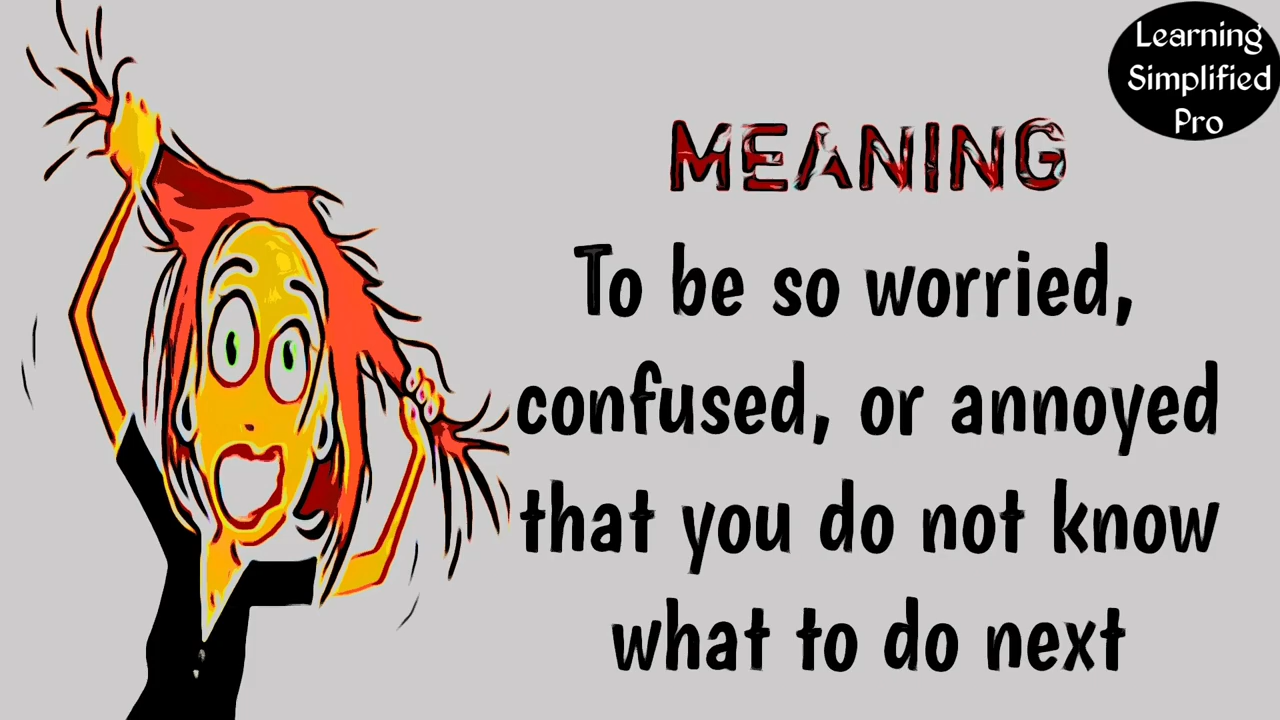 Learning
Simplified
Pro
MEANING
To be so worried,
confused, or annoyed
that you do not know
what to do next